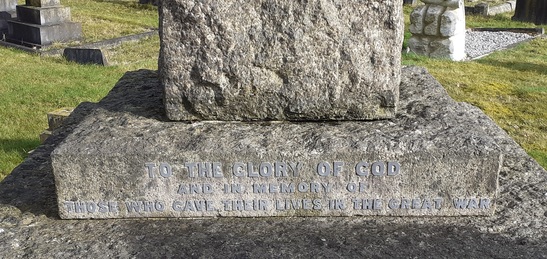 TO THE GLORY OF GOD
AND IN MEMORY OF
THOSE WHO GAVE THEIR LIVES IN THE GREAT WAR